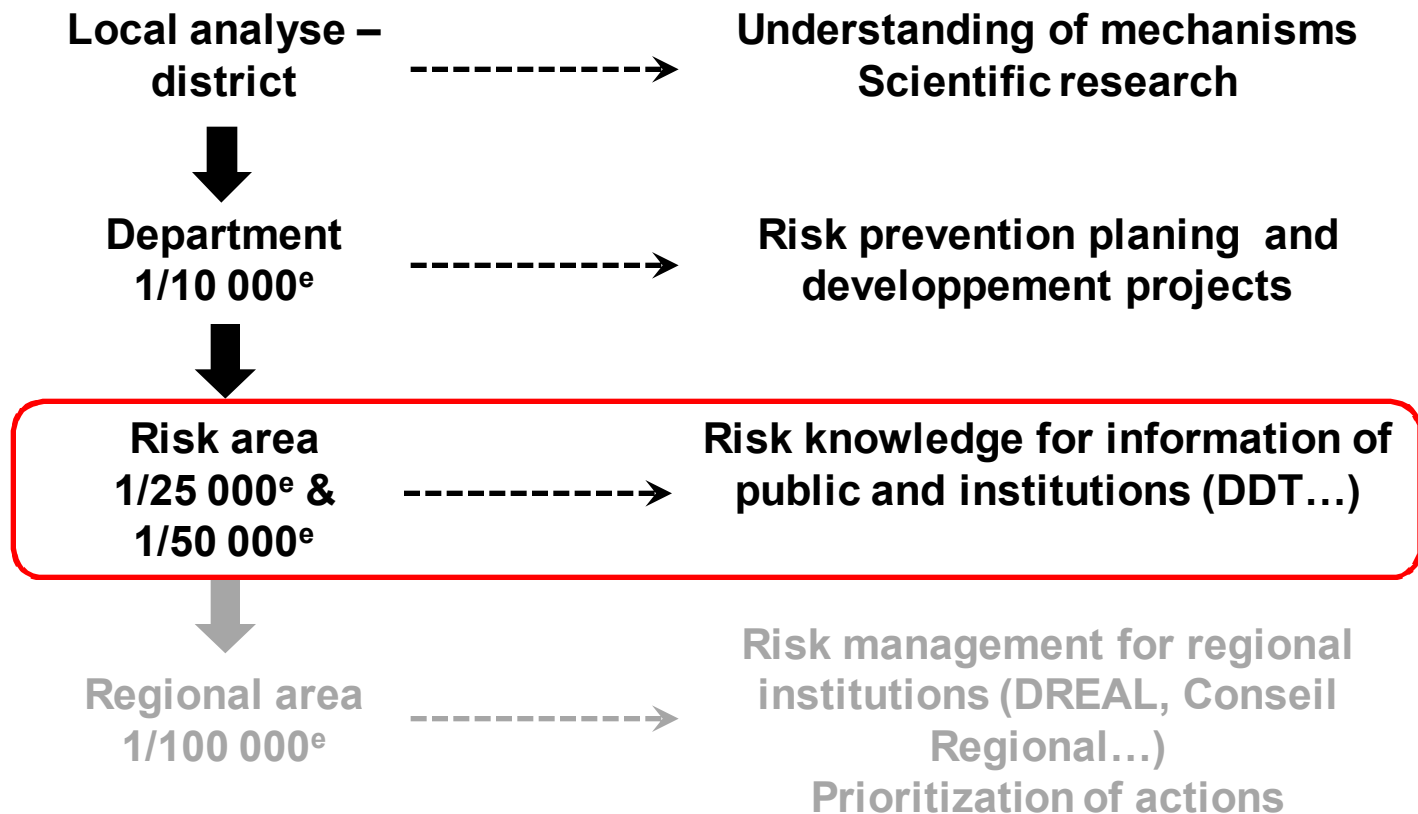 Local analyse –
district
Understanding of mechanisms
Scientific research
Department
1/10 000ᵉ
Risk prevention planing and
developpement projects
Risk area
1/25 000ᵉ &
1/50 000ᵉ
Risk knowledge for information of
public and institutions (DDT…)
Regional area
1/100 000ᵉ
Risk management for regional
institutions (DREAL, Conseil
Regional…)
Prioritization of actions